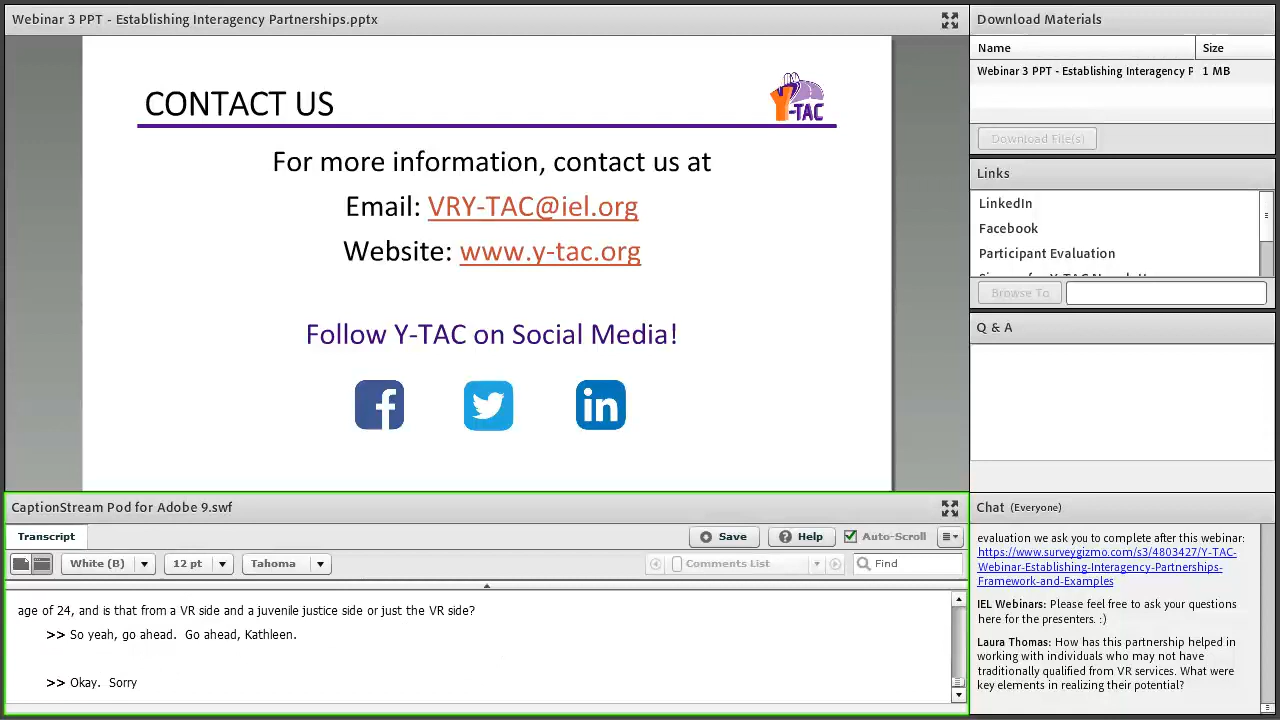 Webinar 3 PPT - Establishing Interagency Partnerships.pptx
CONTACT US
Y-TAC
For more information, contact us at
Email: VRY-TAC@iel.org
Website: www.y-tac.org
Follow Y-TAC on Social Media!
f
in
CaptionStream Pod for Adobe 9.swf
Transcript
Save
Help
Auto-Scroll
White (B)
12 pt
Tahoma
Comments List
Find
age of 24, and is that from a VR side and a juvenile justice side or just the VR side?
>> So yeah, go ahead.  Go ahead, Kathleen.
>> Okay.  Sorry
Download Materials
Name
Size
Webinar 3 PPT - Establishing Interagency P
1 MB
Download File(s)
Links
LinkedIn
Facebook
Participant Evaluation
Browse To
Q & A
Chat (Everyone)
evaluation we ask you to complete after this webinar:
https://www.surveygizmo.com/s3/4803427/Y-TAC-
Webinar-Establishing-Interagency-Partnerships-
Framework-and-Examples
IEL Webinars: Please feel free to ask your questions
here for the presenters. :)
Laura Thomas: How has this partnership helped in
working with individuals who may not have
traditionally qualified from VR services. What were
key elements in realizing their potential?